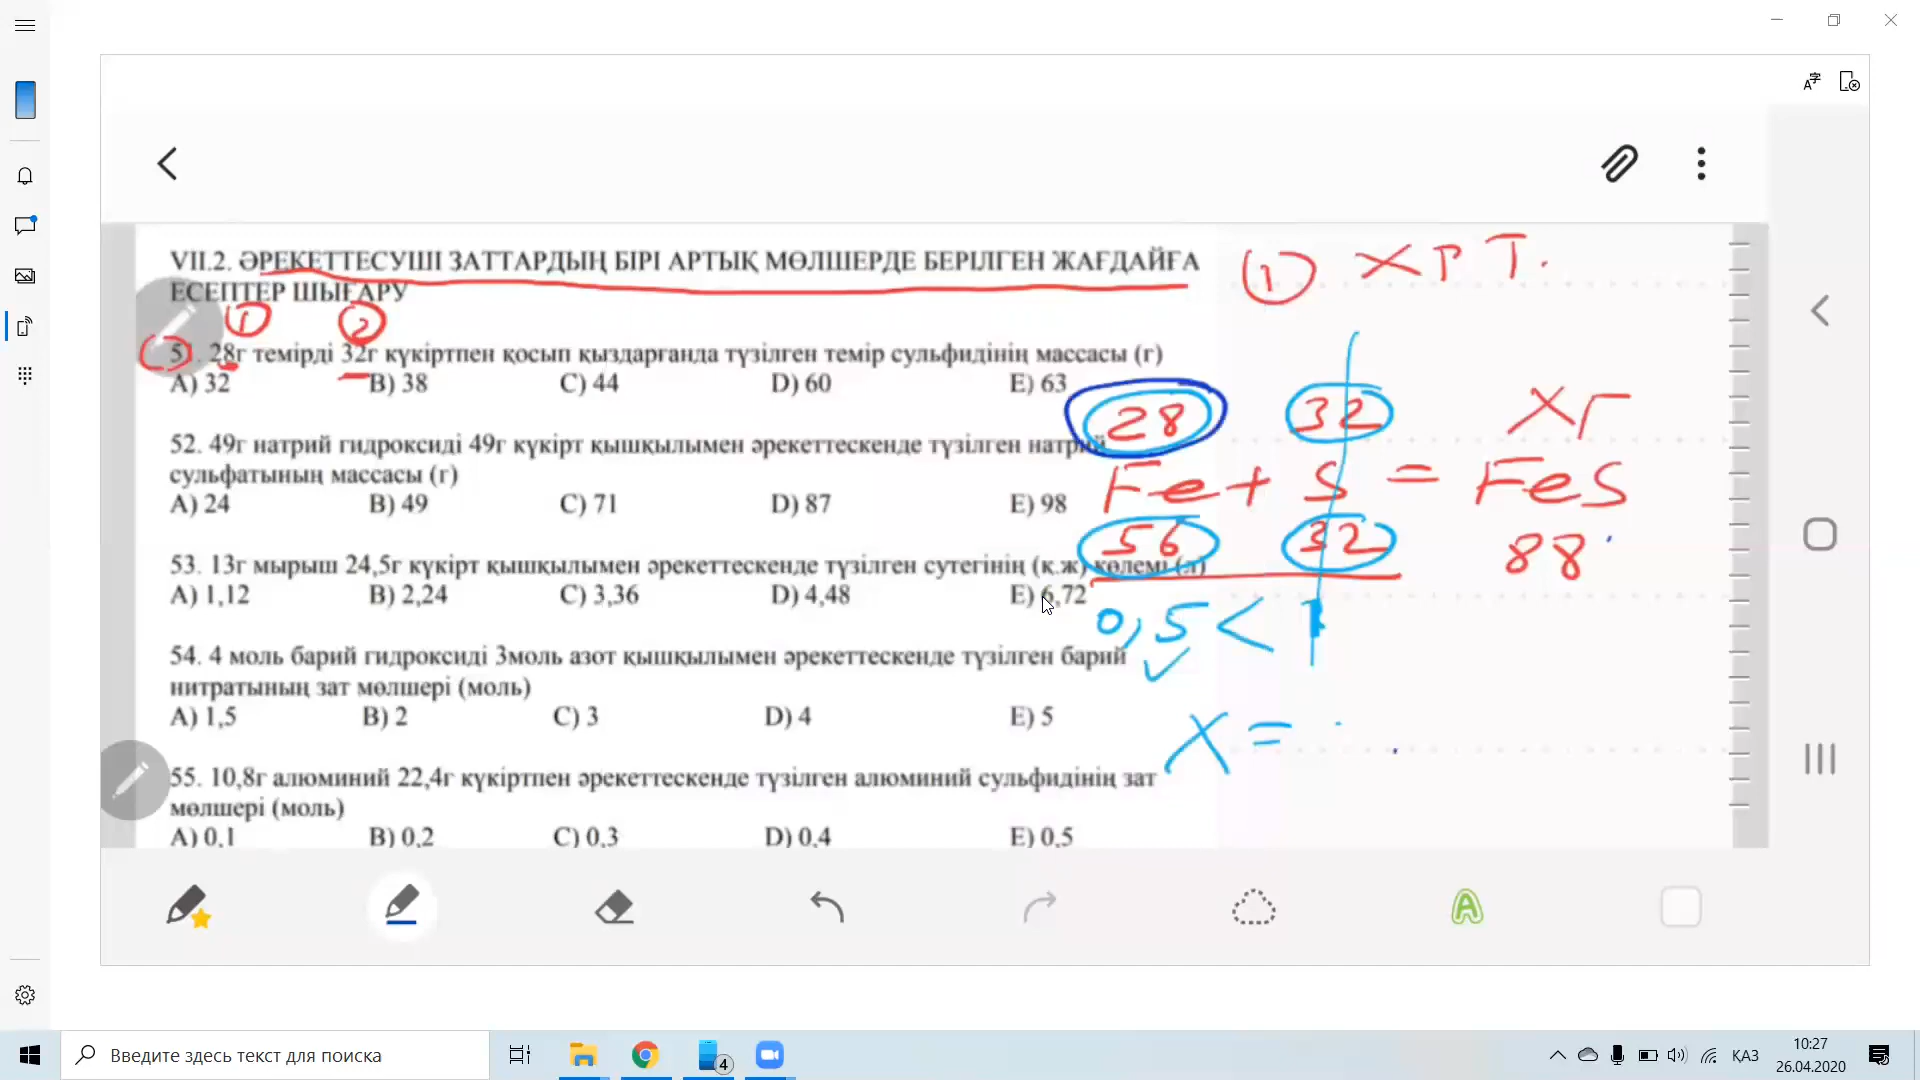 VII.2. ӘРЕКЕТТЕСУШІ ЗАТТАРДЫҢ БІРІ АРТЫҚ МӨЛШЕРДЕ БЕРІЛГЕН ЖАҒДАЙҒА
ЕСЕПТЕР ШЫҒАРУ
1 2
51. 28г темірді 32г күкіртпен қосып қыздарғанда түзілген темір сульфидінің массасы (г)
A) 32 B) 38 C) 44 D) 60 E) 63
52. 49г натрий гидроксиді 49г күкірт қышқылымен әрекеттескенде түзілген натрий
сульфатының массасы (г)
A) 24 B) 49 C) 71 D) 87 E) 98
53. 13г мырыш 24,5г күкірт қышқылымен әрекеттескенде түзілген сутегінің (қ.ж) көлемі (л)
A) 1,12 B) 2,24 C) 3,36 D) 4,48 E) 6,72
54. 4 моль барий гидроксиді 3моль азот қышқылымен әрекеттескенде түзілген барий
нитратының зат мөлшері (моль)
A) 1,5 B) 2 C) 3 D) 4 E) 5
55. 10,8г алюминий 22,4г күкіртпен әрекеттескенде түзілген алюминий сульфидінің зат
мөлшері (моль)
A) 0,1 B) 0,2 C) 0,3 D) 0,4 E) 0,5
1 ХРТ.
28 32 Xг
Fe + S = FeS
56 32 88
0,5 < 1
X =
A
Введите здесь текст для поиска
4
ҚАЗ
10:27
26.04.2020